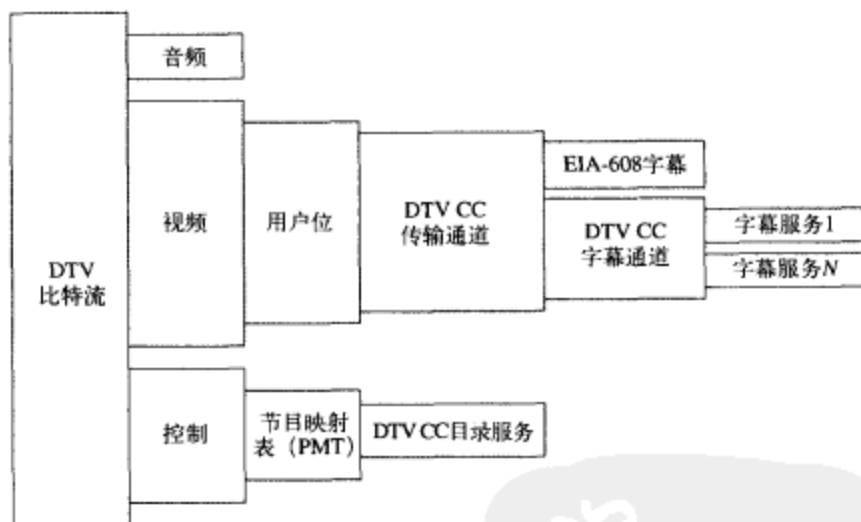 音频
EIA-608字幕
DTV CC
传输通道
视频
用户位
DTV CC
字幕通道
字幕服务1
字幕服务N
DTV
比特流
控制
节目映射
表（PMT）
DTV CC目录服务